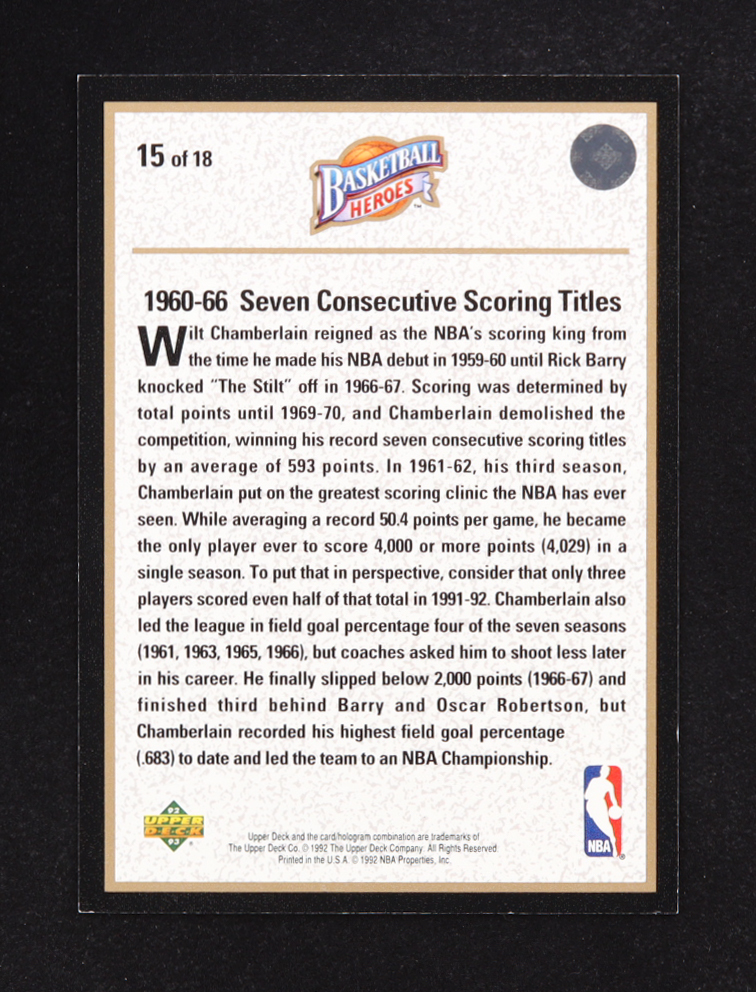 15 of 18
BASKETBALL
HEROES™
1960-66 Seven Consecutive Scoring Titles
Wilt Chamberlain reigned as the NBA's scoring king from
the time he made his NBA debut in 1959-60 until Rick Barry
knocked "The Stilt" off in 1966-67. Scoring was determined by
total points until 1969-70, and Chamberlain demolished the
competition, winning his record seven consecutive scoring titles
by an average of 593 points. In 1961-62, his third season,
Chamberlain put on the greatest scoring clinic the NBA has ever
seen. While averaging a record 50.4 points per game, he became
the only player ever to score 4,000 or more points (4,029) in a
single season. To put that in perspective, consider that only three
players scored even half of that total in 1991-92. Chamberlain also
led the league in field goal percentage four of the seven seasons
(1961, 1963, 1965, 1966), but coaches asked him to shoot less later
in his career. He finally slipped below 2,000 points (1966-67) and
finished third behind Barry and Oscar Robertson, but
Chamberlain recorded his highest field goal percentage
(.683) to date and led the team to an NBA Championship.
92
UPPER
DECK
93
®
Upper Deck and the card/hologram combination are trademarks of
The Upper Deck Co. © 1992 The Upper Deck Company. All Rights Reserved.
Printed in the U.S.A. © 1992 NBA Properties, Inc.
NBA ®